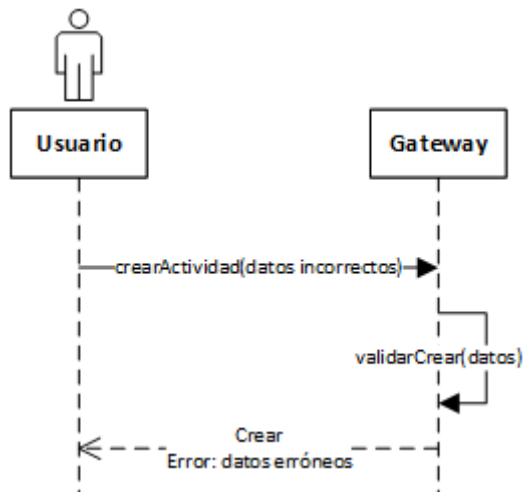 Usuario
Gateway
crearActividad(datos incorrectos)
validarCrear(datos)
Crear
Error: datos erróneos